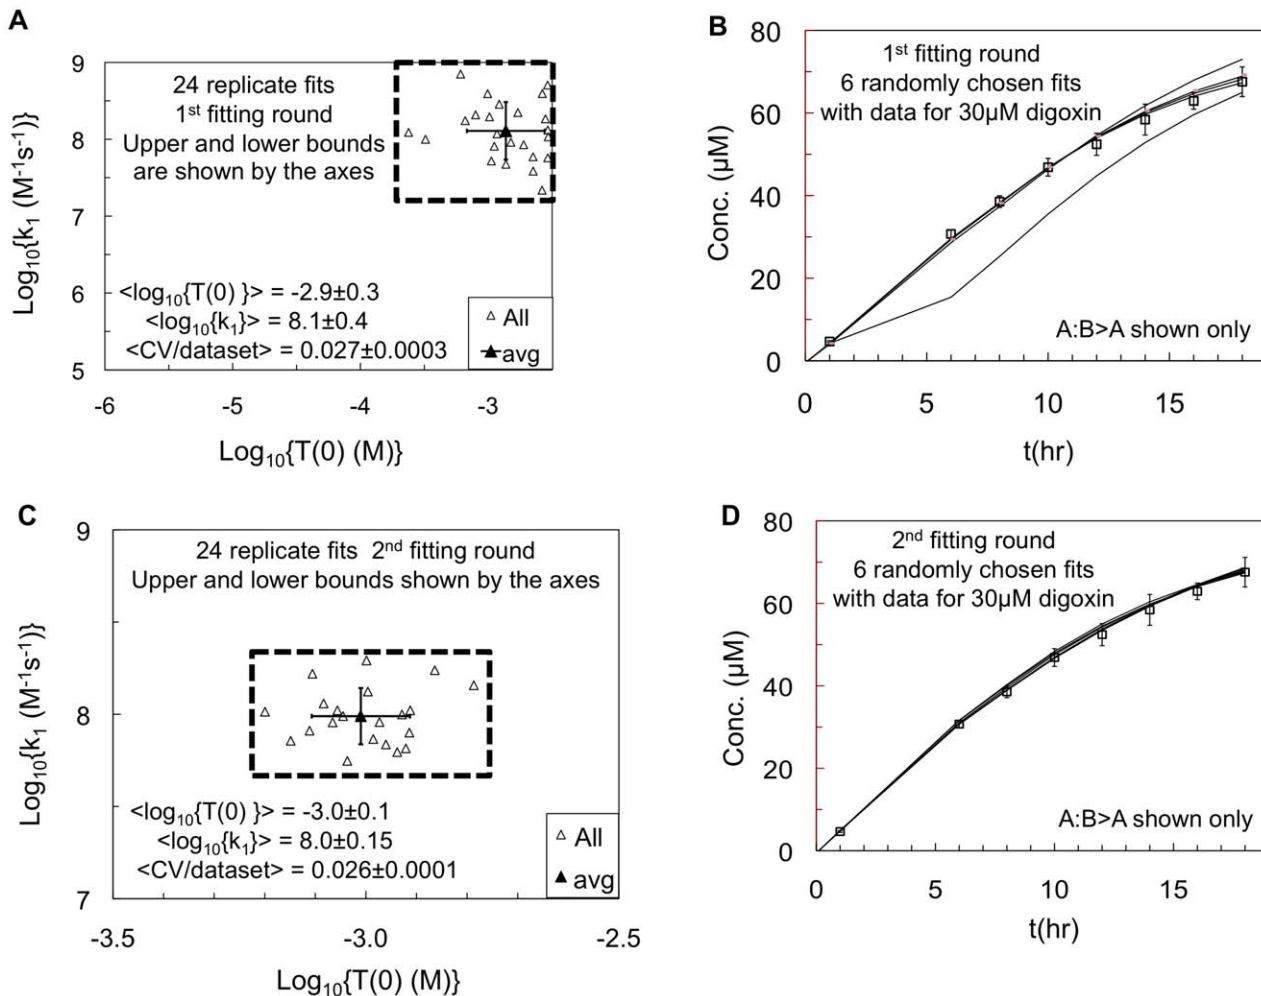 A
24 replicate fits
1st fitting round
Upper and lower bounds
are shown by the axes
Log10{k1 (M-1s-1)}
9
8
7
6
5
<log10{T(0) }> = -2.9±0.3
<log10{k1}> = 8.1±0.4
<CV/dataset> = 0.027±0.0003
All
avg
-6
-5
-4
-3
Log10{T(0) (M)}
B
1st fitting round
6 randomly chosen fits
with data for 30µM digoxin
Conc. (µM)
80
60
40
20
0
A:B>A shown only
0
5
10
15
t(hr)
C
24 replicate fits 2nd fitting round
Upper and lower bounds shown by the axes
Log10{k1 (M-1s-1)}
9
8
7
<log10{T(0) }> = -3.0±0.1
<log10{k1}> = 8.0±0.15
<CV/dataset> = 0.026±0.0001
All
avg
-3.5
-3.0
-2.5
Log10{T(0) (M)}
D
2nd fitting round
6 randomly chosen fits
with data for 30µM digoxin
Conc. (µM)
80
60
40
20
0
A:B>A shown only
0
5
10
15
t(hr)